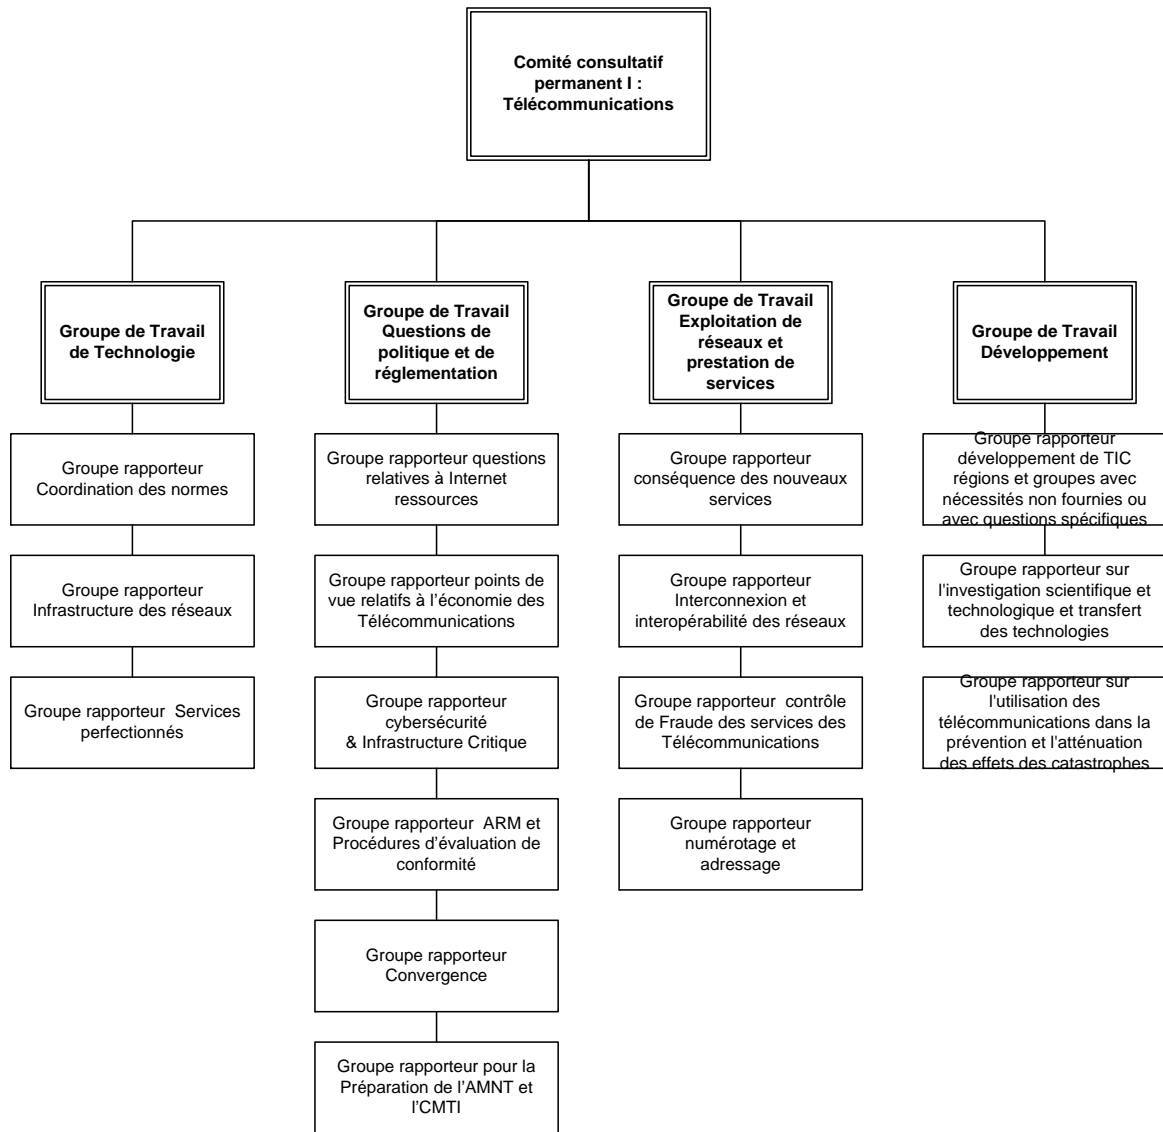 Comité consultatif
permanent I :
Télécommunications
Groupe de Travail
de Technologie
Groupe de Travail
Questions de
politique et de
réglementation
Groupe de Travail
Exploitation de
réseaux et
prestation de
services
Groupe de Travail
Développement
Groupe rapporteur
Coordination des normes
Groupe rapporteur
Infrastructure des réseaux
Groupe rapporteur  Services
perfectionnés
Groupe rapporteur questions
relatives à Internet
ressources
Groupe rapporteur points de
vue relatifs à l'économie des
Télécommunications
Groupe rapporteur
cybersécurité
& Infrastructure Critique
Groupe rapporteur  ARM et
Procédures d'évaluation de
conformité
Groupe rapporteur
Convergence
Groupe rapporteur pour la
Préparation de l'AMNT et
l'CMTI
Groupe rapporteur
conséquence des nouveaux
services
Groupe rapporteur
Interconnexion et
interopérabilité des réseaux
Groupe rapporteur  contrôle
de Fraude des services des
Télécommunications
Groupe rapporteur
numérotage et
adressage
Groupe rapporteur
développement de TIC
régions et groupes avec
nécessités non fournies ou
avec questions spécifiques
Groupe rapporteur sur
l'investigation scientifique et
technologique et transfert
des technologies
Groupe rapporteur sur
l'utilisation des
télécommunications dans la
prévention et l'atténuation
des effets des catastrophes